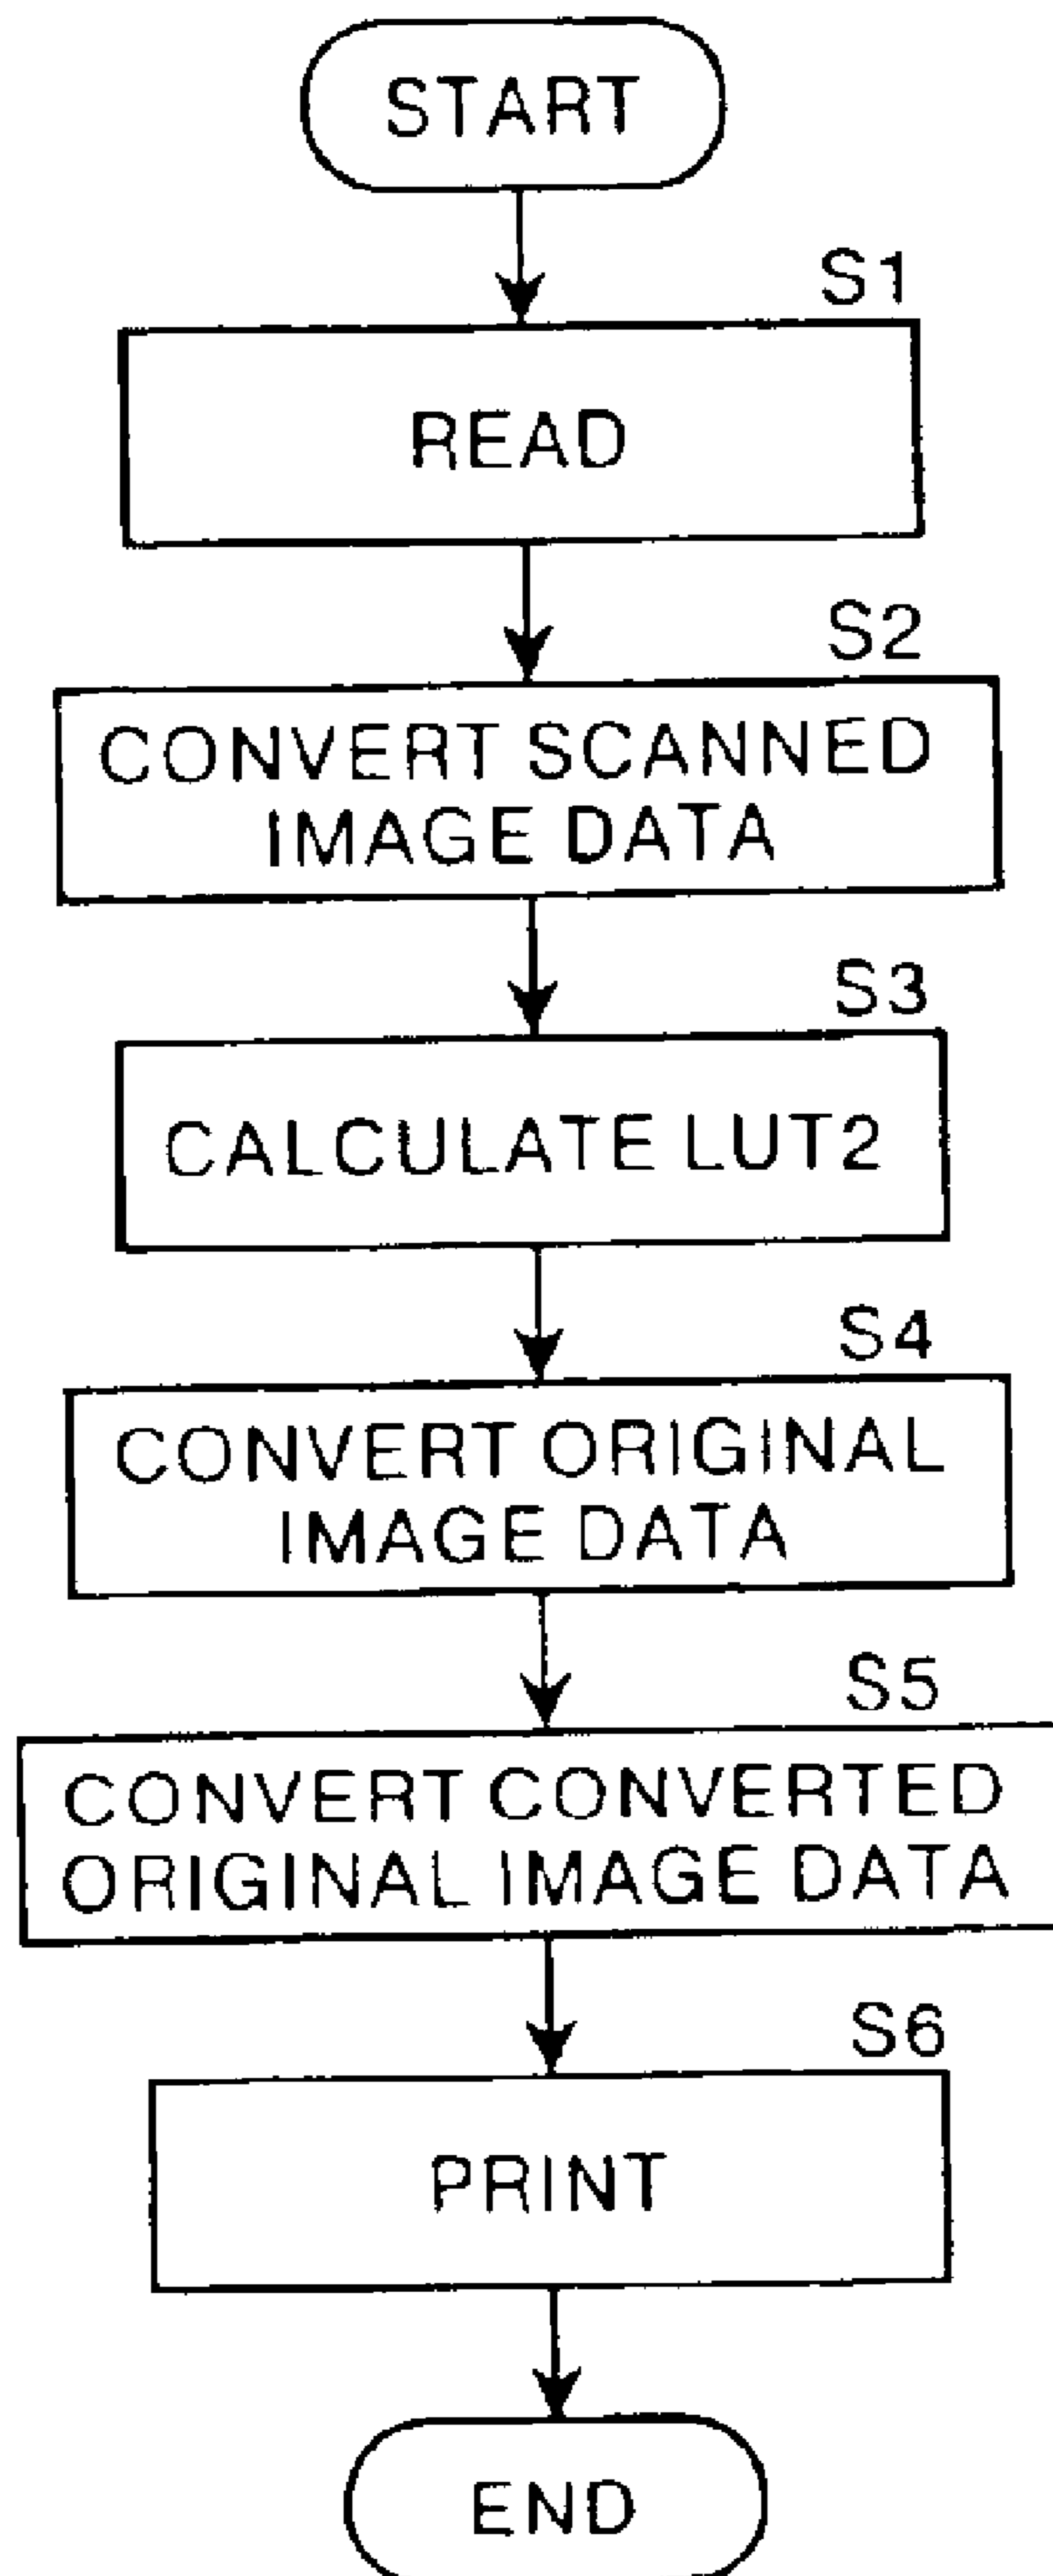 START
S1
READ
S2
CONVERT SCANNED
IMAGE DATA
S3
CALCULATE LUT2
S4
CONVERT ORIGINAL
IMAGE DATA
S5
CONVERT CONVERTED
ORIGINAL IMAGE DATA
S6
PRINT
END